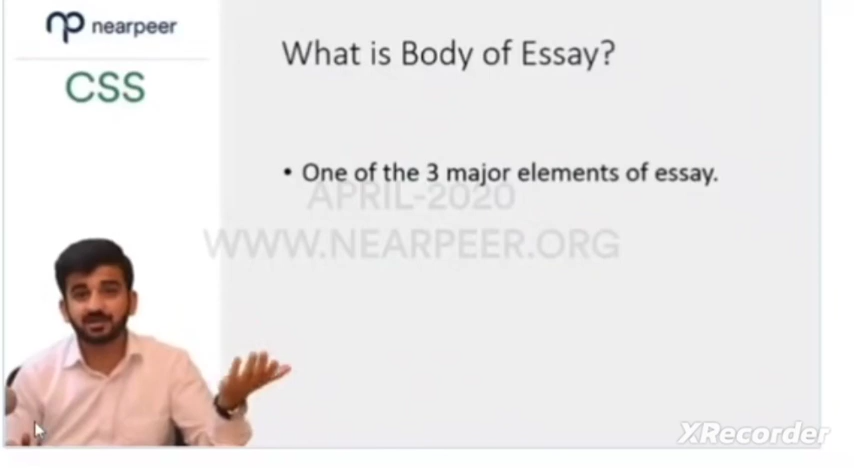 nearpeer
CSS
What is Body of Essay?
• One of the 3 major elements of essay.
APRIL-2020
WWW.NEARPEER.ORG
XRecorder